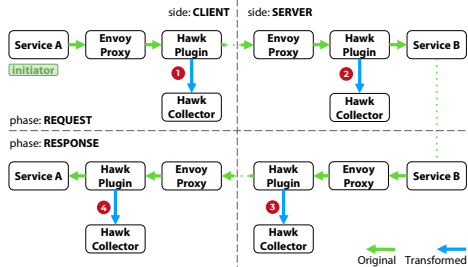 side: CLIENT
side: SERVER
Service A
Envoy
Proxy
Hawk
Plugin
Envoy
Proxy
Hawk
Plugin
Service B
initiator
1
2
Hawk
Collector
Hawk
Collector
phase: REQUEST
phase: RESPONSE
Service A
Hawk
Plugin
Envoy
Proxy
Hawk
Plugin
Envoy
Proxy
Service B
4
3
Hawk
Collector
Hawk
Collector
Original
Transformed